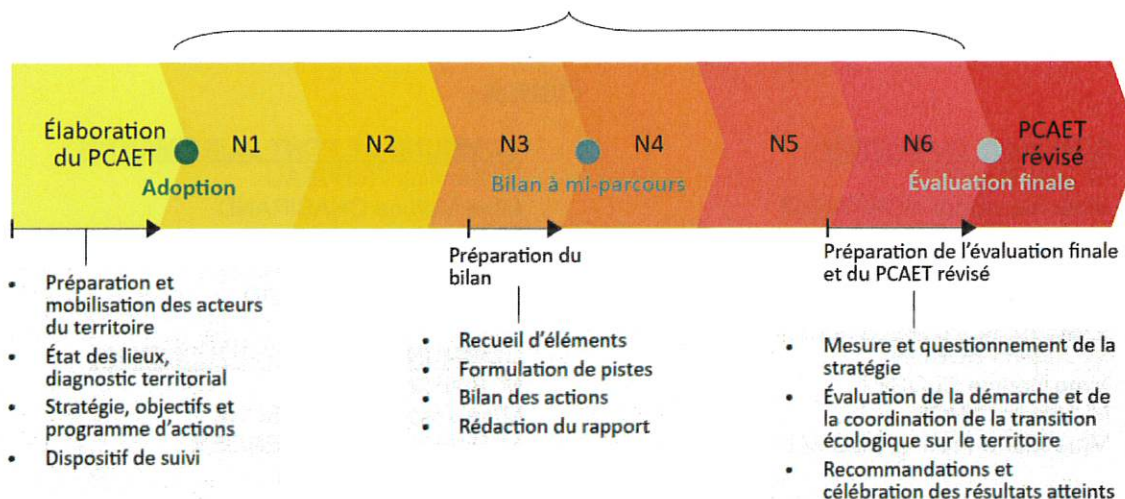 Élaboration
du PCAET
N1
N2
N3
N4
N5
N6
PCAET
révisé
Adoption
Bilan à mi-parcours
Évaluation finale
Préparation du
bilan
Préparation de l'évaluation finale
et du PCAET révisé
• Préparation et
mobilisation des acteurs
du territoire
• État des lieux,
diagnostic territorial
• Stratégie, objectifs et
programme d'actions
• Dispositif de suivi
• Recueil d'éléments
• Formulation de pistes
• Bilan des actions
• Rédaction du rapport
• Mesure et questionnement de la
stratégie
• Évaluation de la démarche et de
la coordination de la transition
écologique sur le territoire
• Recommandations et
célébration des résultats atteints